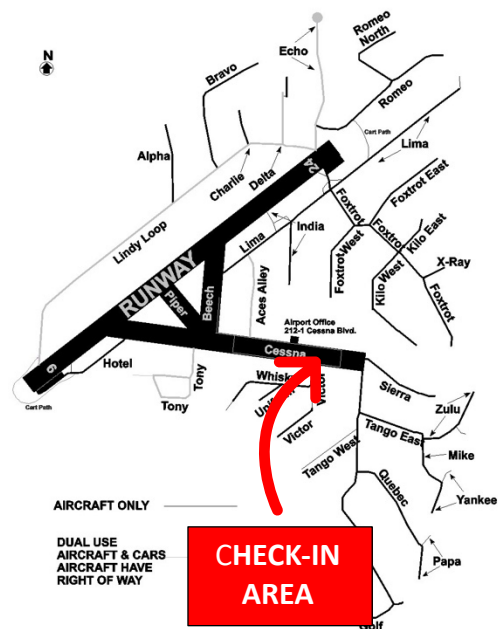 N
Echo
Romeo
North
Bravo
Romeo
Cart Path
Alpha
24
Lima
Charlie
Delta
Foxtrot East
Foxtrot
Lindy Loop
India
Lima
Foxtrot
Kilo East
Foxtrot West
Kilo West
X-Ray
Foxtrot
RUNWAY
Piper
Beech
Aces Alley
Airport Office
212-1 Cessna Blvd.
Cessna
Hotel
6
Tony
Tony
Cart Path
Victor
Victor
Sierra
Zulu
Tango East
Tango West
Mike
Quebec
Yankee
AIRCRAFT ONLY
DUAL USE
AIRCRAFT & CARS
AIRCRAFT HAVE
RIGHT OF WAY
CHECK-IN
AREA
Papa
Golf